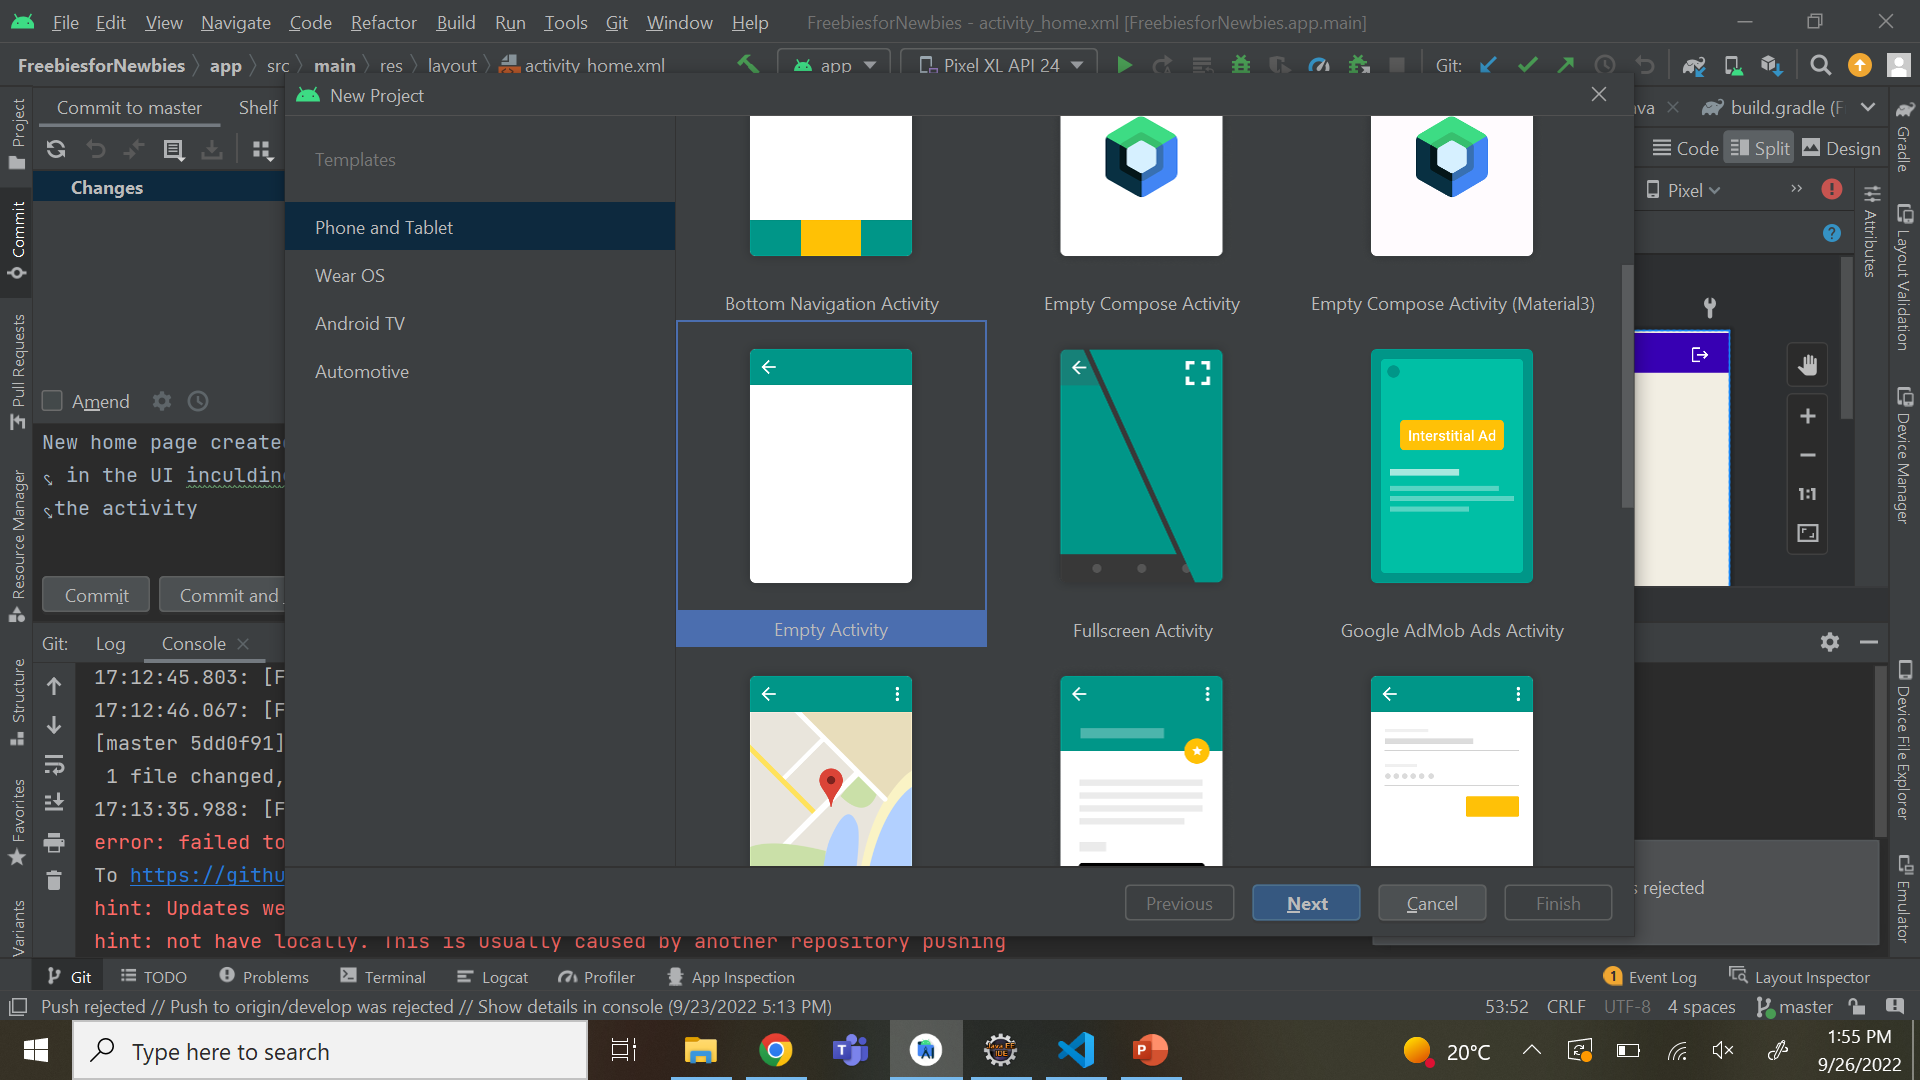 File Edit View Navigate Code Refactor Build Run Tools Git Window Help FreebiesforNewbies - activity_home.xml [FreebiesforNewbies.app.main]
FreebiesforNewbies app src main res layout activity_home.xml app Pixel XL API 24 Git:
Project
Commit
Pull Requests
Resource Manager
Structure
Favorites
Variants
Commit to master Shelf
Changes
Amend
New home page created
in the UI inculding
the activity
Commit Commit and
Git: Log Console
17:12:45.803: [F
17:12:46.067: [F
[master 5dd0f91]
1 file changed,
17:13:35.988: [F
error: failed to
To https://githu
hint: Updates we
hint: not have locally. This is usually caused by another repository pushing
New Project
Templates
Phone and Tablet
Wear OS
Android TV
Automotive
Bottom Navigation Activity Empty Compose Activity Empty Compose Activity (Material3)
Interstitial Ad
Empty Activity Fullscreen Activity Google AdMob Ads Activity
Previous Next Cancel Finish
va build.gradle (F
Code Split Design
Pixel
Attributes
1:1
s rejected
Gradle
Layout Validation
Device Manager
Device File Explorer
Emulator
Git TODO Problems Terminal Logcat Profiler App Inspection 1 Event Log Layout Inspector
Push rejected // Push to origin/develop was rejected // Show details in console (9/23/2022 5:13 PM) 53:52 CRLF UTF-8 4 spaces master
Type here to search
Java EE
IDE
20°C
1:55 PM
9/26/2022